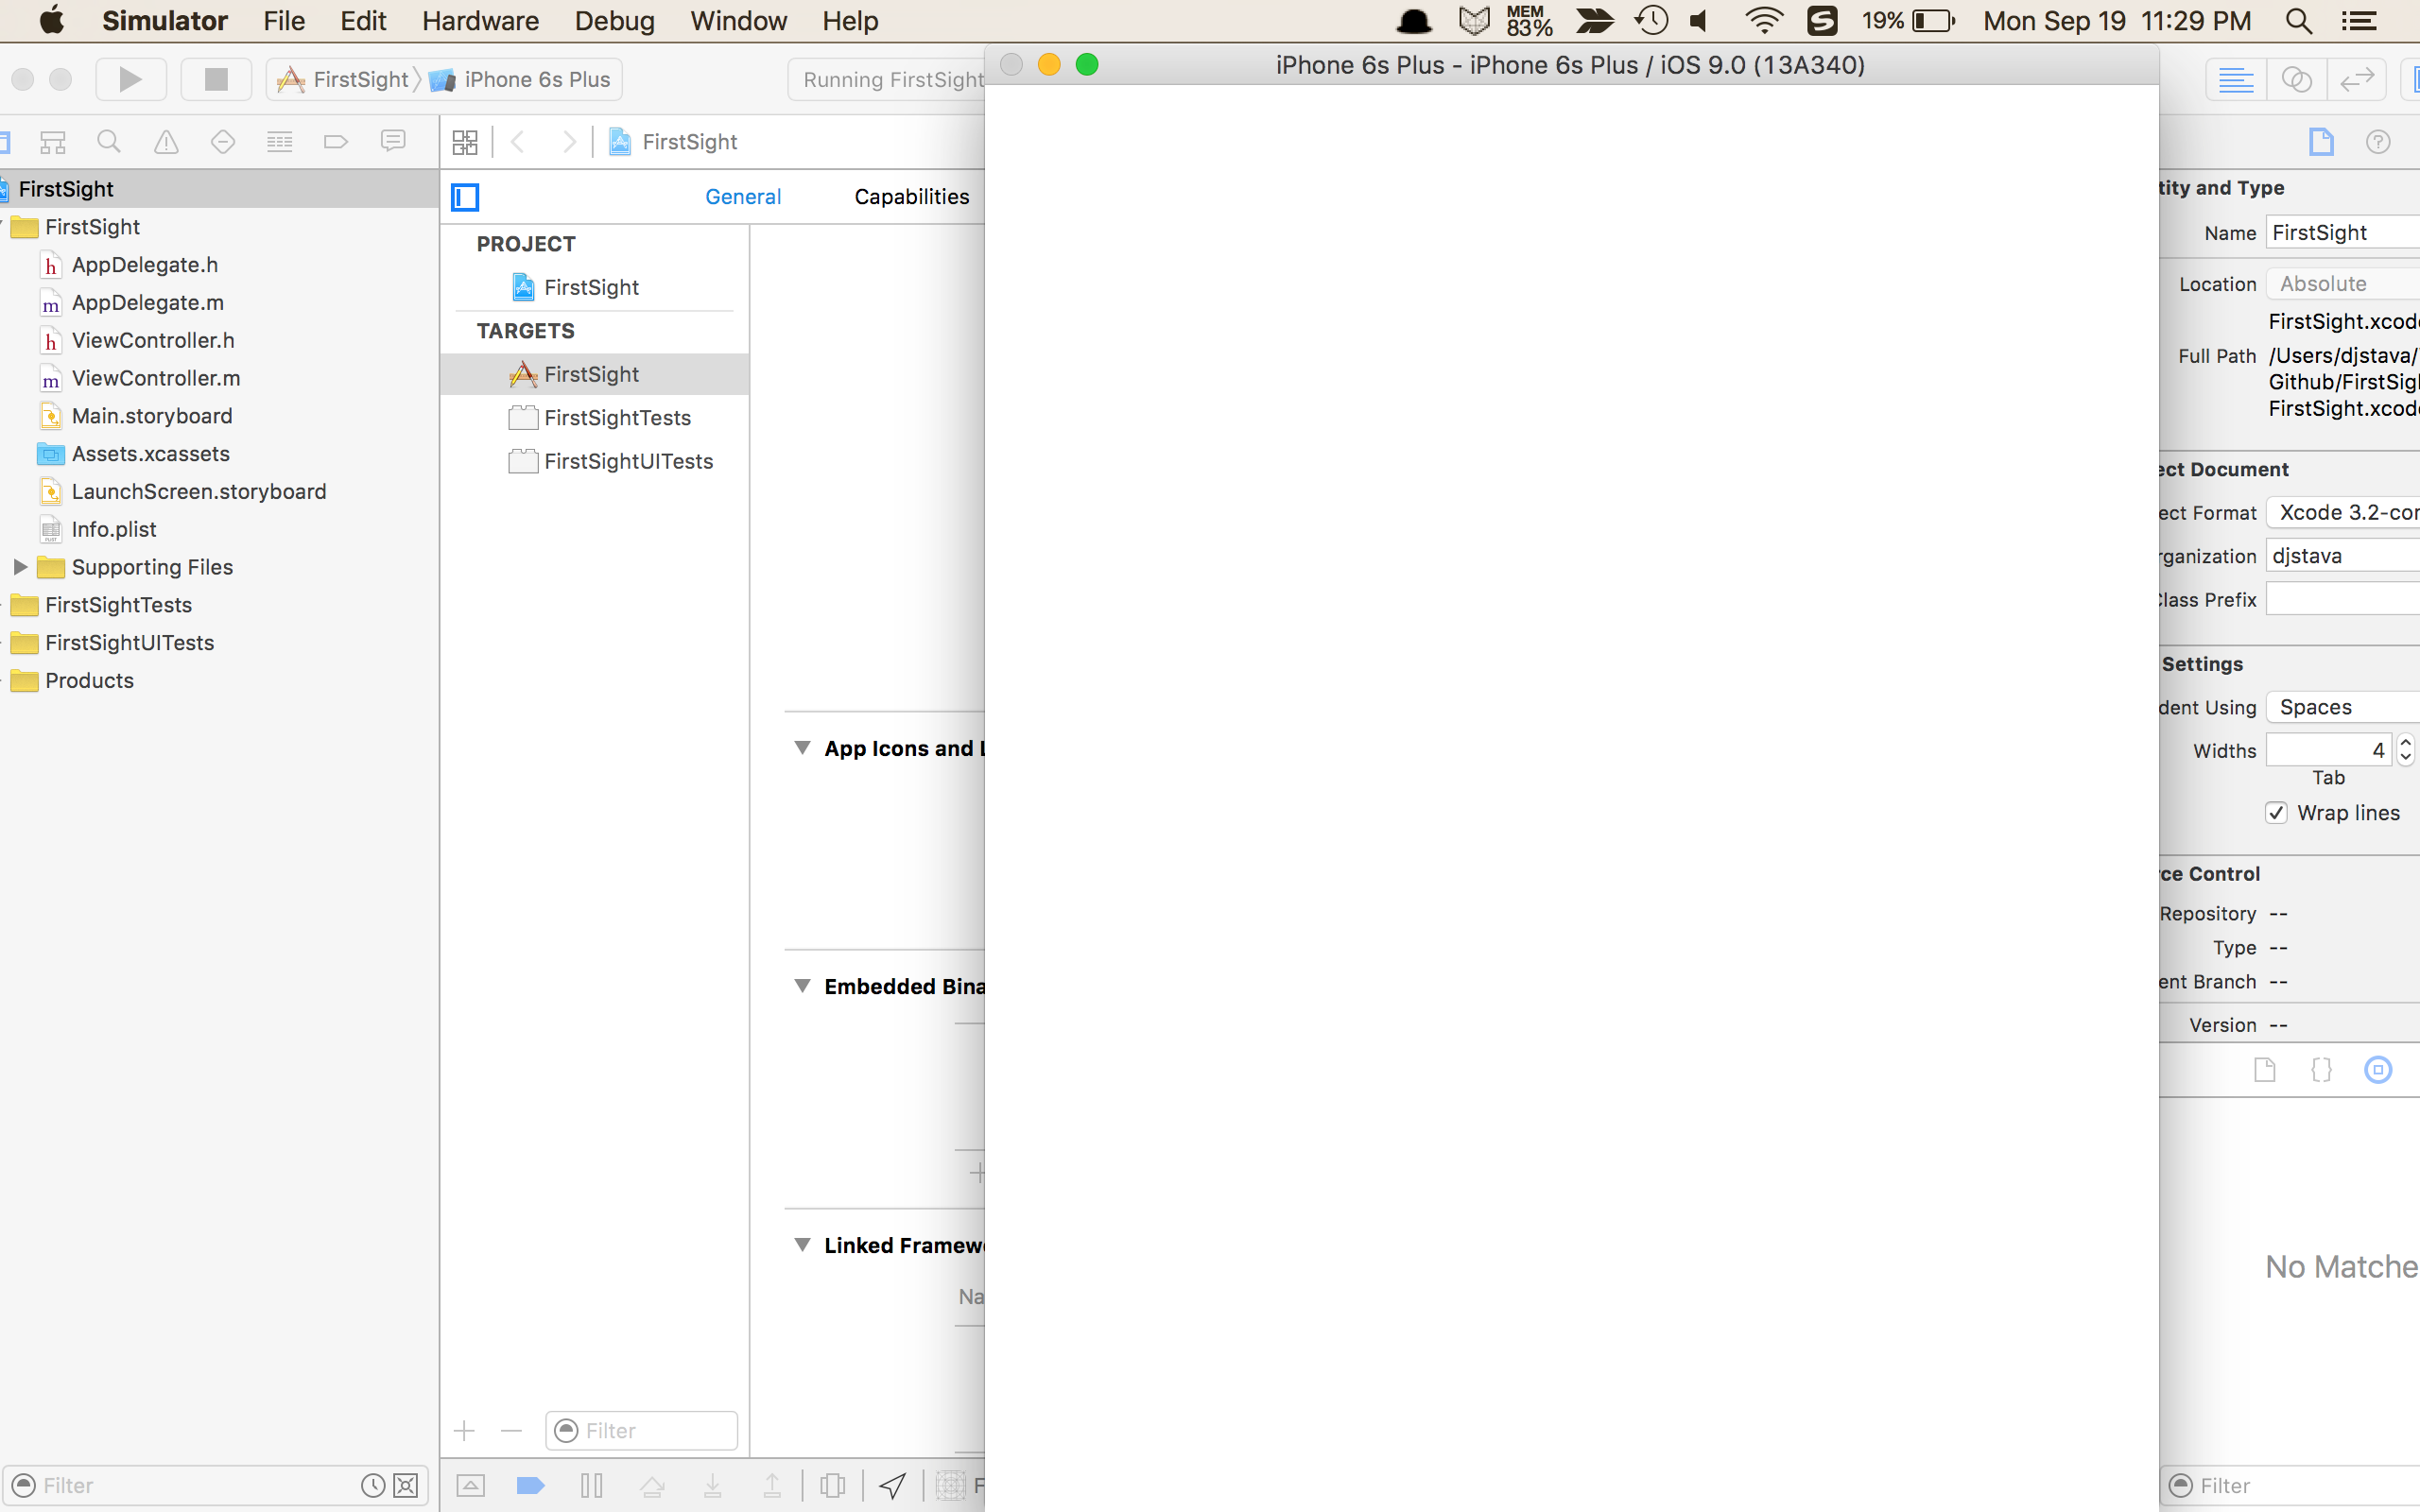 Simulator File Edit Hardware Debug Window Help MEM 83% 19% Mon Sep 19 11:29 PM
FirstSight iPhone 6s Plus Running FirstSight
iPhone 6s Plus - iPhone 6s Plus / iOS 9.0 (13A340)
FirstSight
FirstSight
FirstSight
AppDelegate.h
AppDelegate.m
ViewController.h
ViewController.m
Main.storyboard
Assets.xcassets
LaunchScreen.storyboard
Info.plist
Supporting Files
FirstSightTests
FirstSightUITests
Products
Filter
General Capabilities
PROJECT
FirstSight
TARGETS
FirstSight
FirstSightTests
FirstSightUITests
Filter
App Icons and L
Embedded Bina
Linked Framew
Na
F
tity and Type
Name FirstSight
Location Absolute
FirstSight.xcod
Full Path /Users/djstava/
Github/FirstSigh
FirstSight.xcod
ect Document
ect Format Xcode 3.2-com
rganization djstava
Class Prefix
Settings
dent Using Spaces
Widths 4
Tab
Wrap lines
rce Control
Repository --
Type --
ent Branch --
Version --
No Matche
Filter